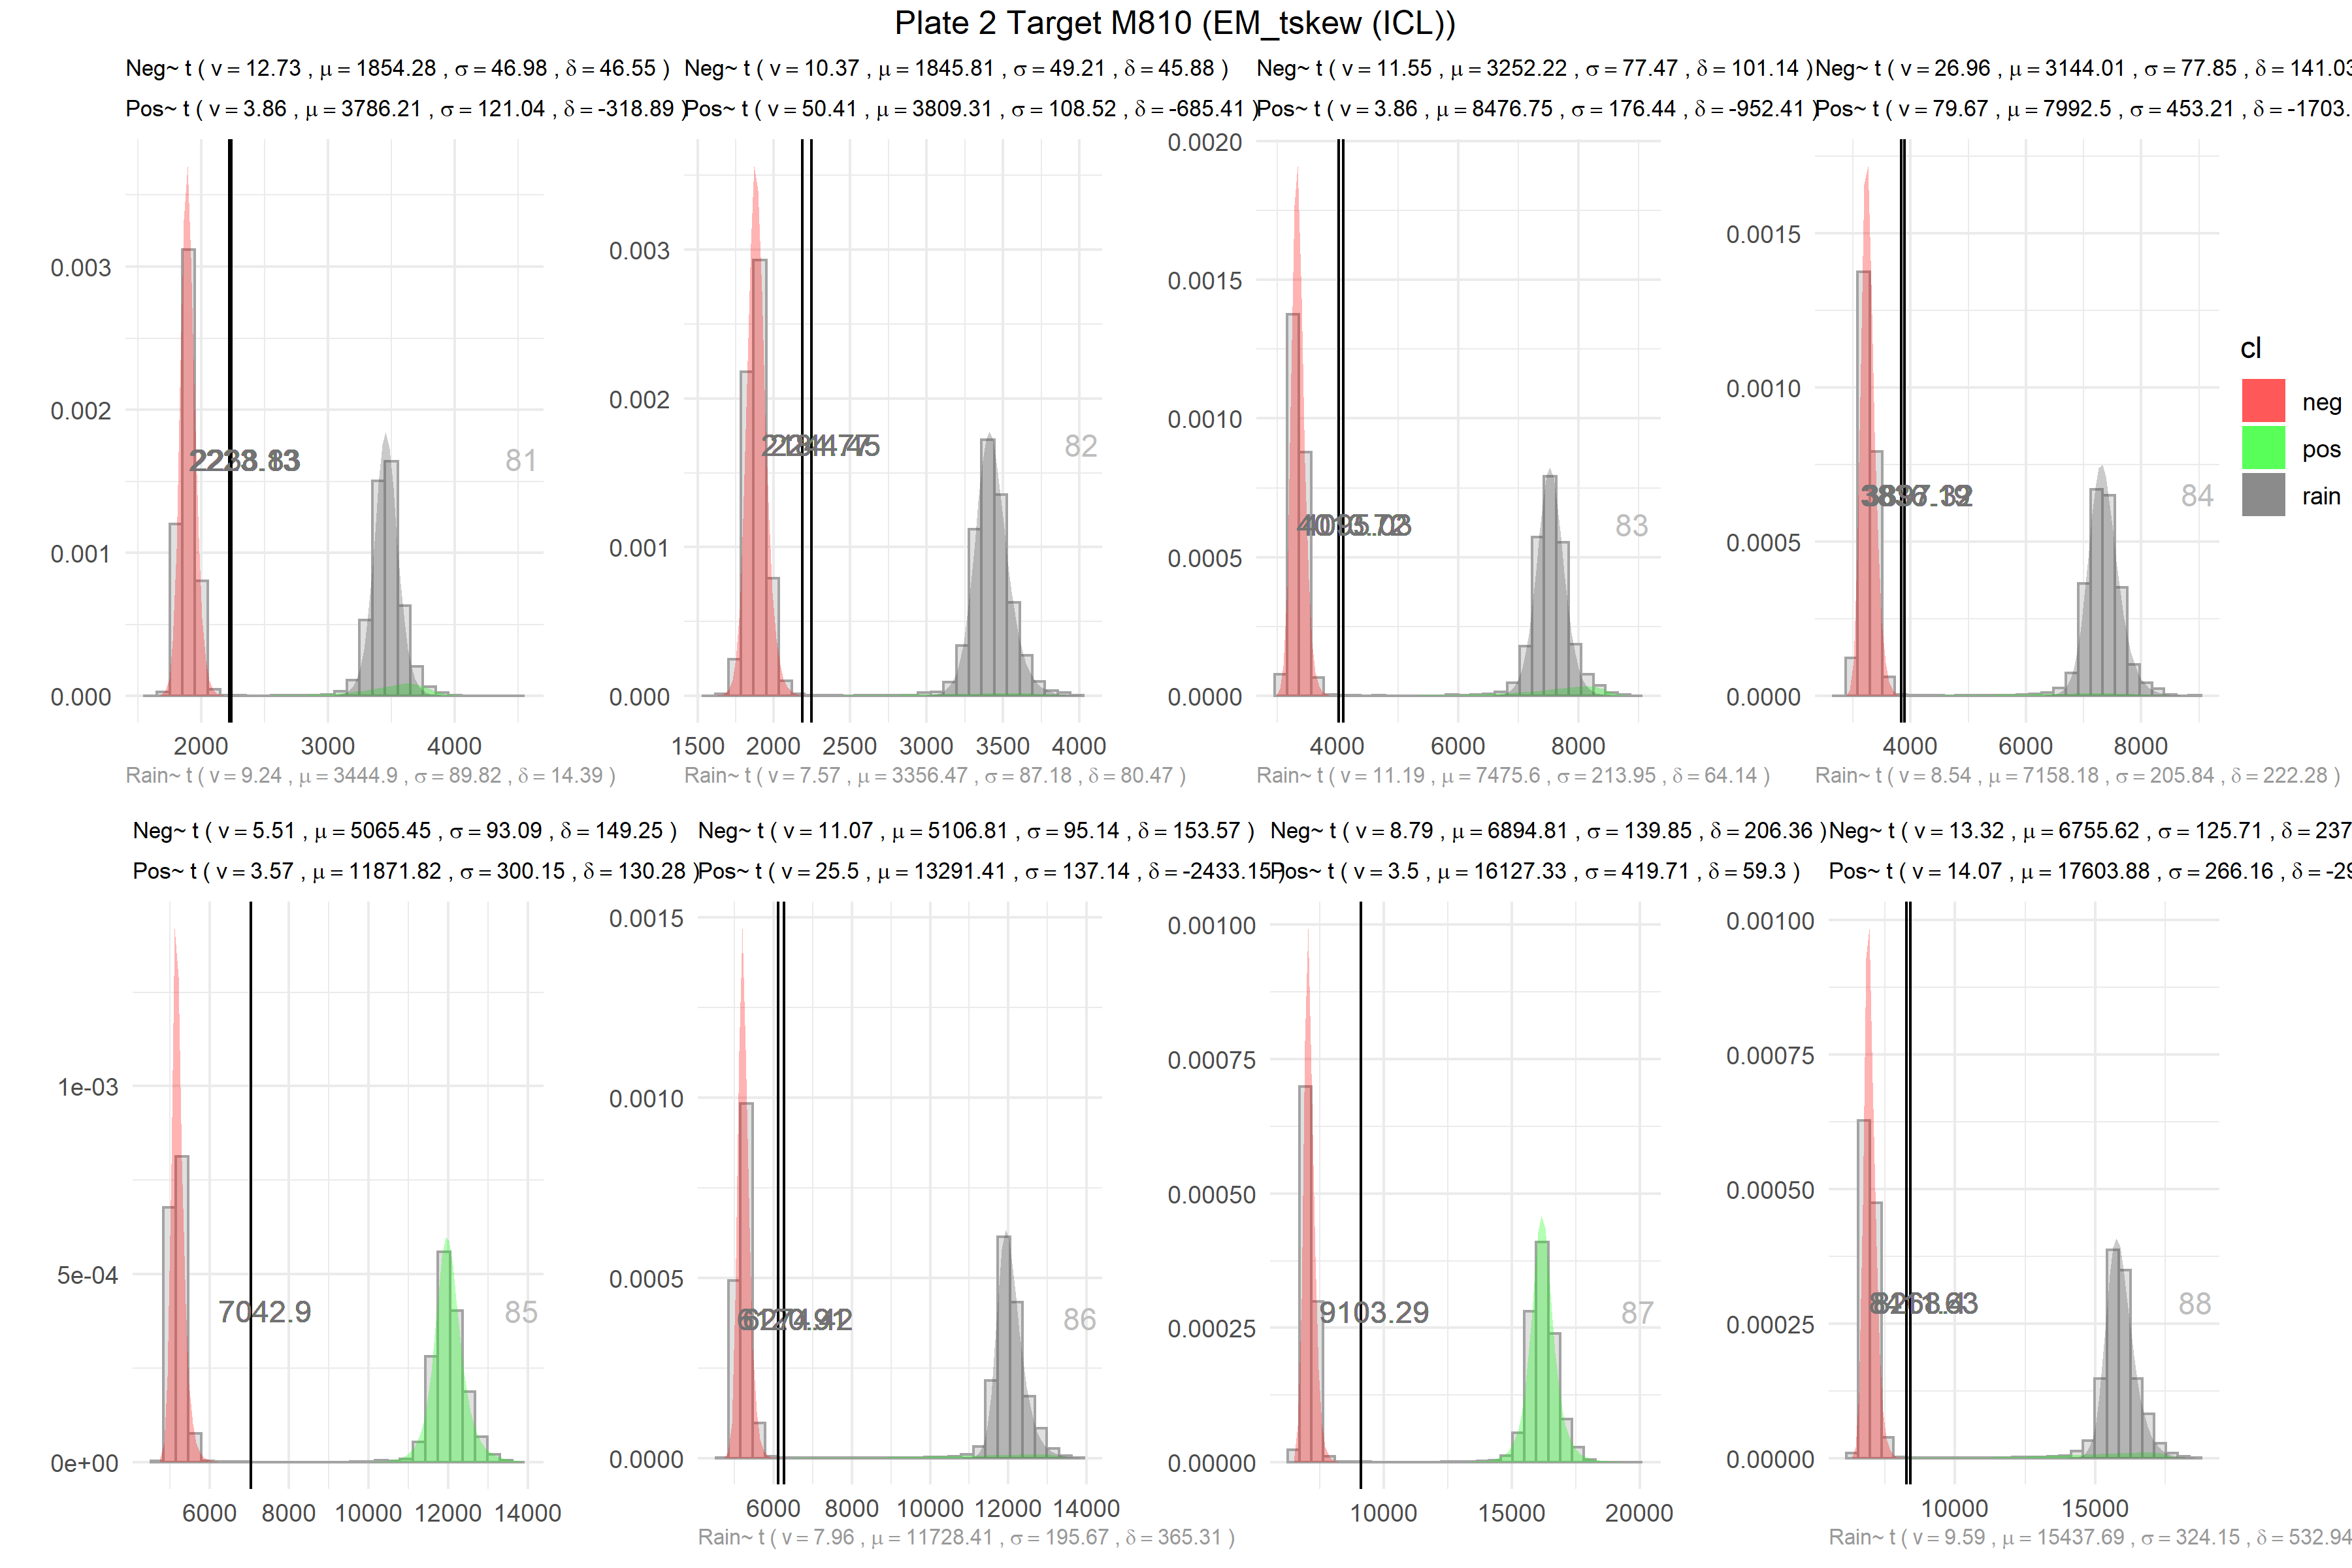 Plate 2 Target M810 (EM_tskew (ICL))
Neg~ t ( v = 12.73 , μ = 1854.28 , σ = 46.98 , δ = 46.55 )
Pos~ t ( v = 3.86 , μ = 3786.21 , σ = 121.04 , δ = -318.89 )
0.003
0.002
0.001
0.000
81
2000 3000 4000
Rain~ t ( v = 9.24 , μ = 3444.9 , σ = 89.82 , δ = 14.39 )
Neg~ t ( v = 10.37 , μ = 1845.81 , σ = 49.21 , δ = 45.88 )
Pos~ t ( v = 50.41 , μ = 3809.31 , σ = 108.52 , δ = -685.41 )
0.003
0.002
0.001
0.000
82
1500 2000 2500 3000 3500 4000
Rain~ t ( v = 7.57 , μ = 3356.47 , σ = 87.18 , δ = 80.47 )
Neg~ t ( v = 11.55 , μ = 3252.22 , σ = 77.47 , δ = 101.14 )
Pos~ t ( v = 3.86 , μ = 8476.75 , σ = 176.44 , δ = -952.41 )
0.0020
0.0015
0.0010
0.0005
0.0000
83
4000 6000 8000
Rain~ t ( v = 11.19 , μ = 7475.6 , σ = 213.95 , δ = 64.14 )
Neg~ t ( v = 26.96 , μ = 3144.01 , σ = 77.85 , δ = 141.03
Pos~ t ( v = 79.67 , μ = 7992.5 , σ = 453.21 , δ = -1703.
0.0015
0.0010
0.0005
0.0000
84
4000 6000 8000
Rain~ t ( v = 8.54 , μ = 7158.18 , σ = 205.84 , δ = 222.28 )
cl
neg
pos
rain
Neg~ t ( v = 5.51 , μ = 5065.45 , σ = 93.09 , δ = 149.25 )
Pos~ t ( v = 3.57 , μ = 11871.82 , σ = 300.15 , δ = 130.28 )
1e-03
5e-04
0e+00
7042.9
85
6000 8000 10000 12000 14000
Neg~ t ( v = 11.07 , μ = 5106.81 , σ = 95.14 , δ = 153.57 )
Pos~ t ( v = 25.5 , μ = 13291.41 , σ = 137.14 , δ = -2433.15 )
0.0015
0.0010
0.0005
0.0000
86
6000 8000 10000 12000 14000
Rain~ t ( v = 7.96 , μ = 11728.41 , σ = 195.67 , δ = 365.31 )
Neg~ t ( v = 8.79 , μ = 6894.81 , σ = 139.85 , δ = 206.36 )
Pos~ t ( v = 3.5 , μ = 16127.33 , σ = 419.71 , δ = 59.3 )
0.00100
0.00075
0.00050
0.00025
0.00000
9103.29
87
10000 15000 20000
Neg~ t ( v = 13.32 , μ = 6755.62 , σ = 125.71 , δ = 237
Pos~ t ( v = 14.07 , μ = 17603.88 , σ = 266.16 , δ = -29
0.00100
0.00075
0.00050
0.00025
0.00000
88
10000 15000
Rain~ t ( v = 9.59 , μ = 15437.69 , σ = 324.15 , δ = 532.94